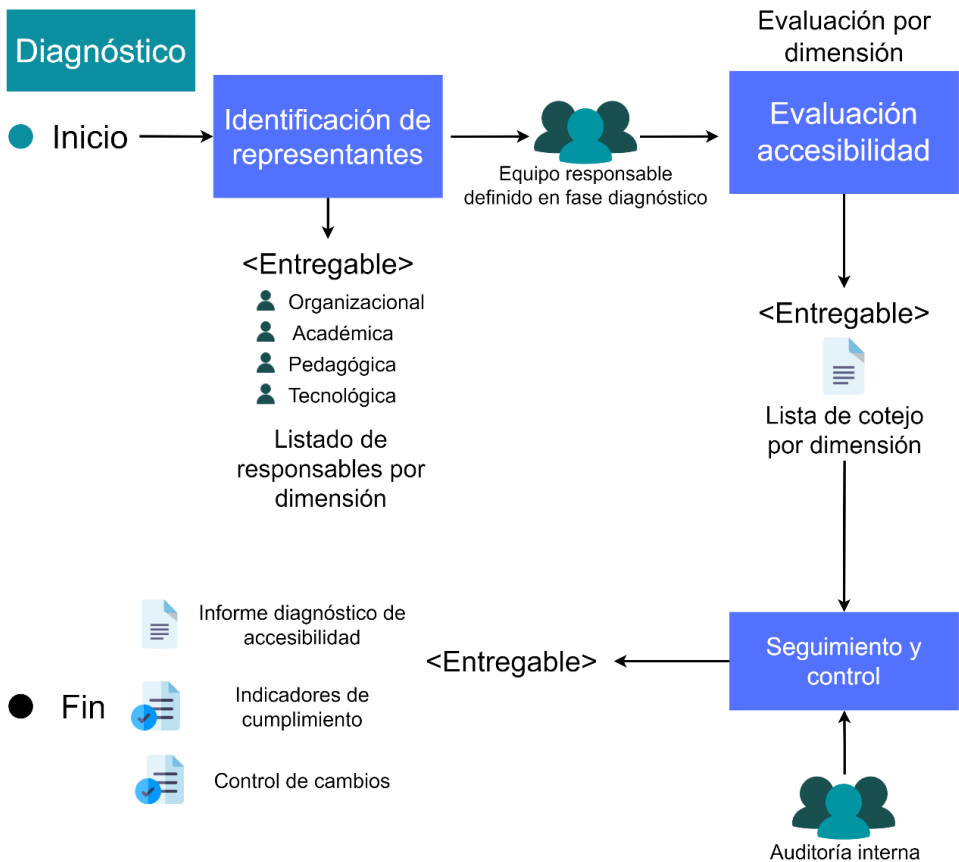 Diagnóstico
Inicio
Identificación de
representantes
Equipo responsable
definido en fase diagnóstico
Evaluación por
dimensión
Evaluación
accesibilidad
<Entregable>
Organizacional
Académica
Pedagógica
Tecnológica
Listado de
responsables por
dimensión
<Entregable>
Lista de cotejo
por dimensión
Seguimiento y
control
Auditoría interna
<Entregable>
Informe diagnóstico de
accesibilidad
Indicadores de
cumplimiento
Control de cambios
Fin